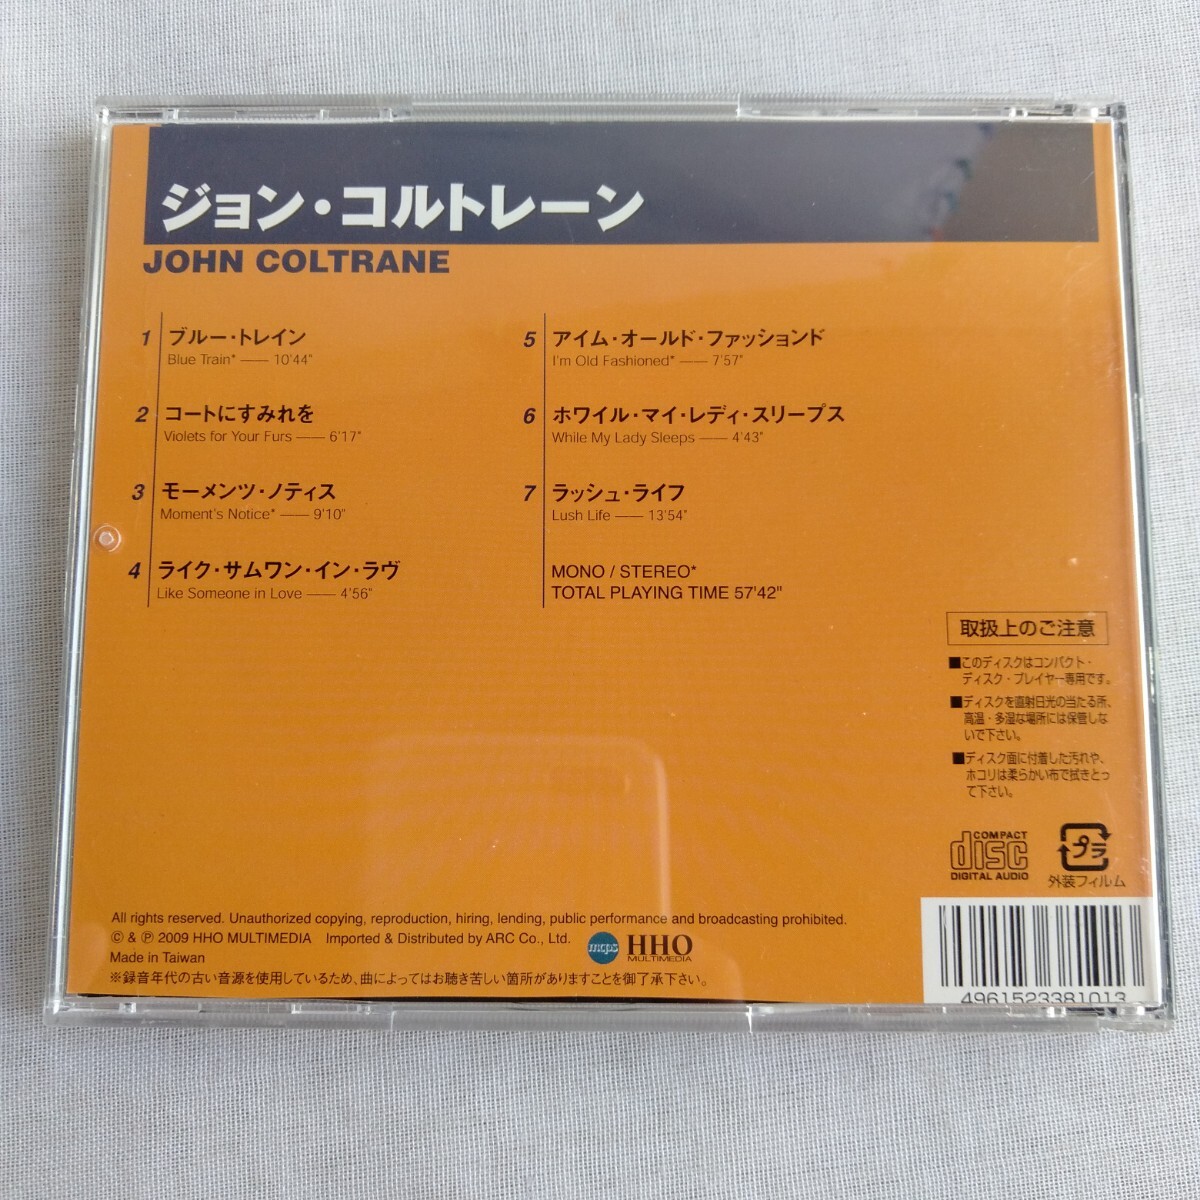 ジョン・コルトレーン
JOHN COLTRANE
1 ブルー・トレイン
Blue Train* —— 10'44"
2 コートにすみれを
Violets for Your Furs —— 6'17"
3 モーメンツ・ノティス
Moment's Notice* —— 9'10"
4 ライク・サムワン・イン・ラヴ
Like Someone in Love —— 4'56"
5 アイム・オールド・ファッションド
I'm Old Fashioned* —— 7'57"
6 ホワイル・マイ・レディ・スリープス
While My Lady Sleeps —— 4'43"
7 ラッシュ・ライフ
Lush Life —— 13'54"
MONO / STEREO*
TOTAL PLAYING TIME 57'42"
取扱上のご注意
■このディスクはコンパクト・
ディスク・プレイヤー専用です。
■ディスクを直射日光の当たる所、
高温・多湿な場所には保管しな
いで下さい。
■ディスク面に付着した汚れや、
ホコリは柔らかい布で拭きとっ
て下さい。
COMPACT
disc
DIGITAL AUDIO
プラ
外装フィルム
All rights reserved. Unauthorized copying, reproduction, hiring, lending, public performance and broadcasting prohibited.
© & ℗ 2009 HHO MULTIMEDIA Imported & Distributed by ARC Co., Ltd.
Made in Taiwan
mcps
HHO
MULTIMEDIA
※録音年代の古い音源を使用しているため、曲によってはお聴き苦しい箇所がありますことを御了承下さい。
4961523381013